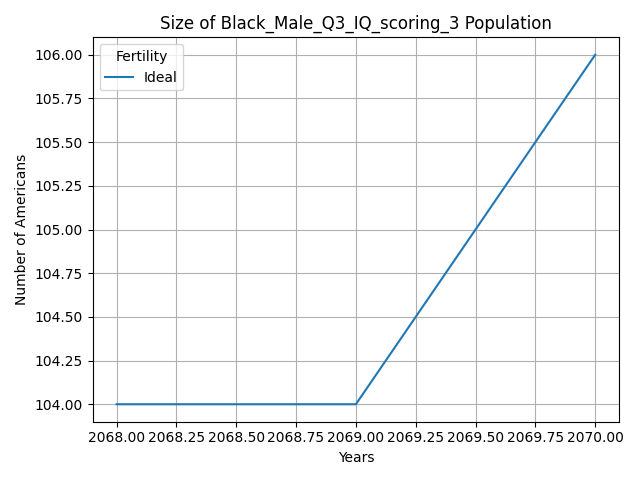 Size of Black_Male_Q3_IQ_scoring_3 Population
Fertility
Ideal
Number of Americans
106.00
105.75
105.50
105.25
105.00
104.75
104.50
104.25
104.00
2068.00 2068.25 2068.50 2068.75 2069.00 2069.25 2069.50 2069.75 2070.00
Years